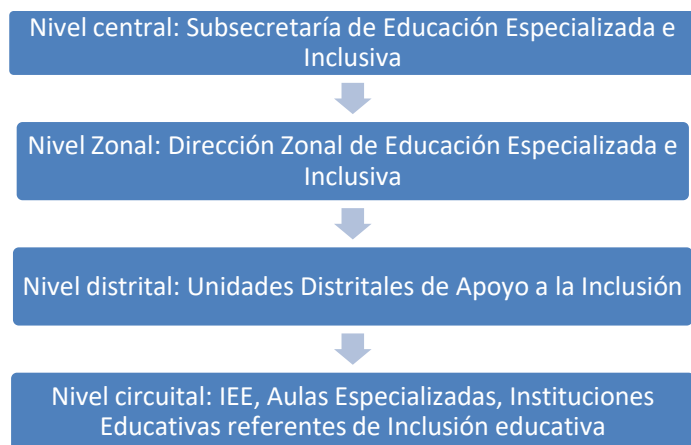 Nivel central: Subsecretaría de Educación Especializada e
Inclusiva
Nivel Zonal: Dirección Zonal de Educación Especializada e
Inclusiva
Nivel distrital: Unidades Distritales de Apoyo a la Inclusión
Nivel circuital: IEE, Aulas Especializadas, Instituciones
Educativas referentes de Inclusión educativa